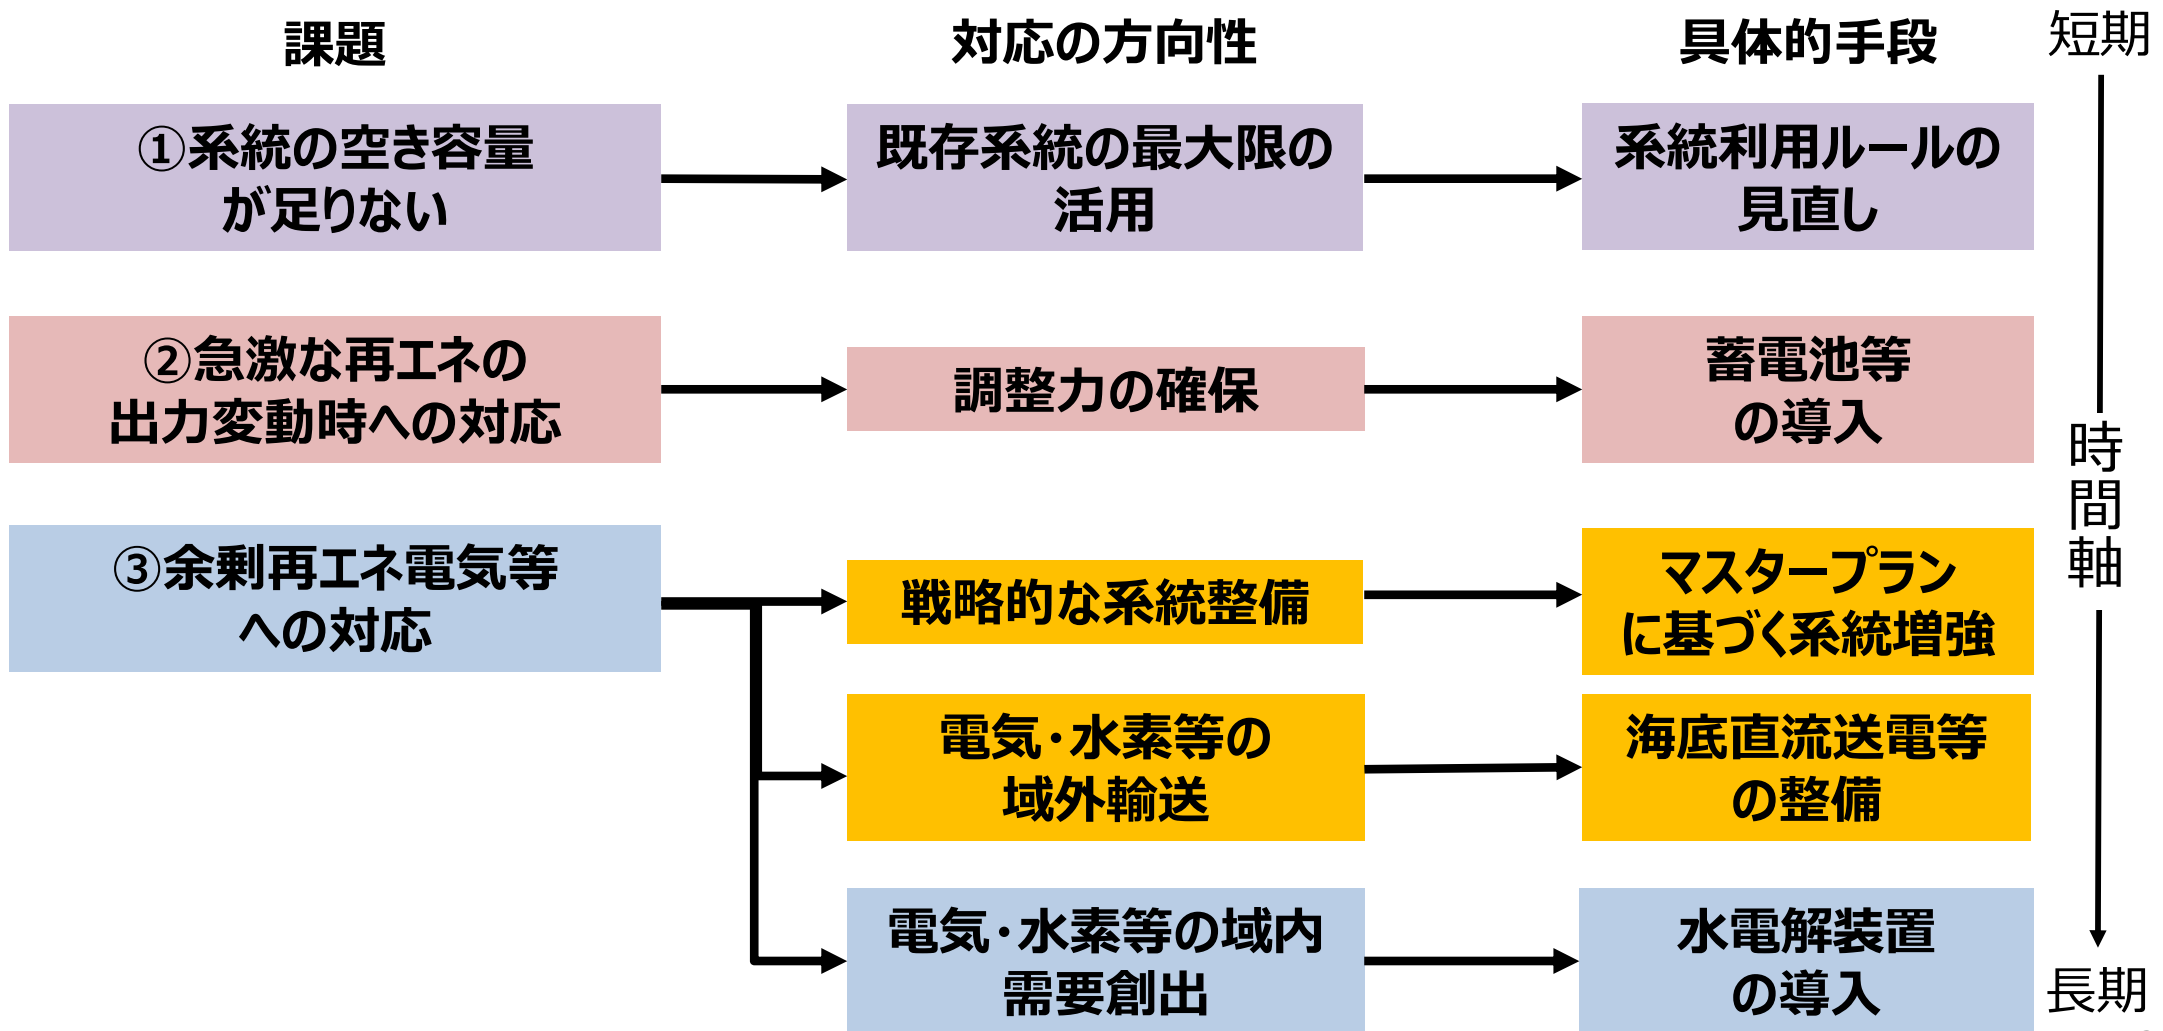 課題
対応の方向性
具体的手段
短期
①系統の空き容量
が足りない
既存系統の最大限の
活用
系統利用ルールの
見直し
②急激な再エネの
出力変動時への対応
調整力の確保
蓄電池等
の導入
時間軸
③余剰再エネ電気等
への対応
戦略的な系統整備
マスタープラン
に基づく系統増強
電気・水素等の
域外輸送
海底直流送電等
の整備
電気・水素等の域内
需要創出
水電解装置
の導入
長期